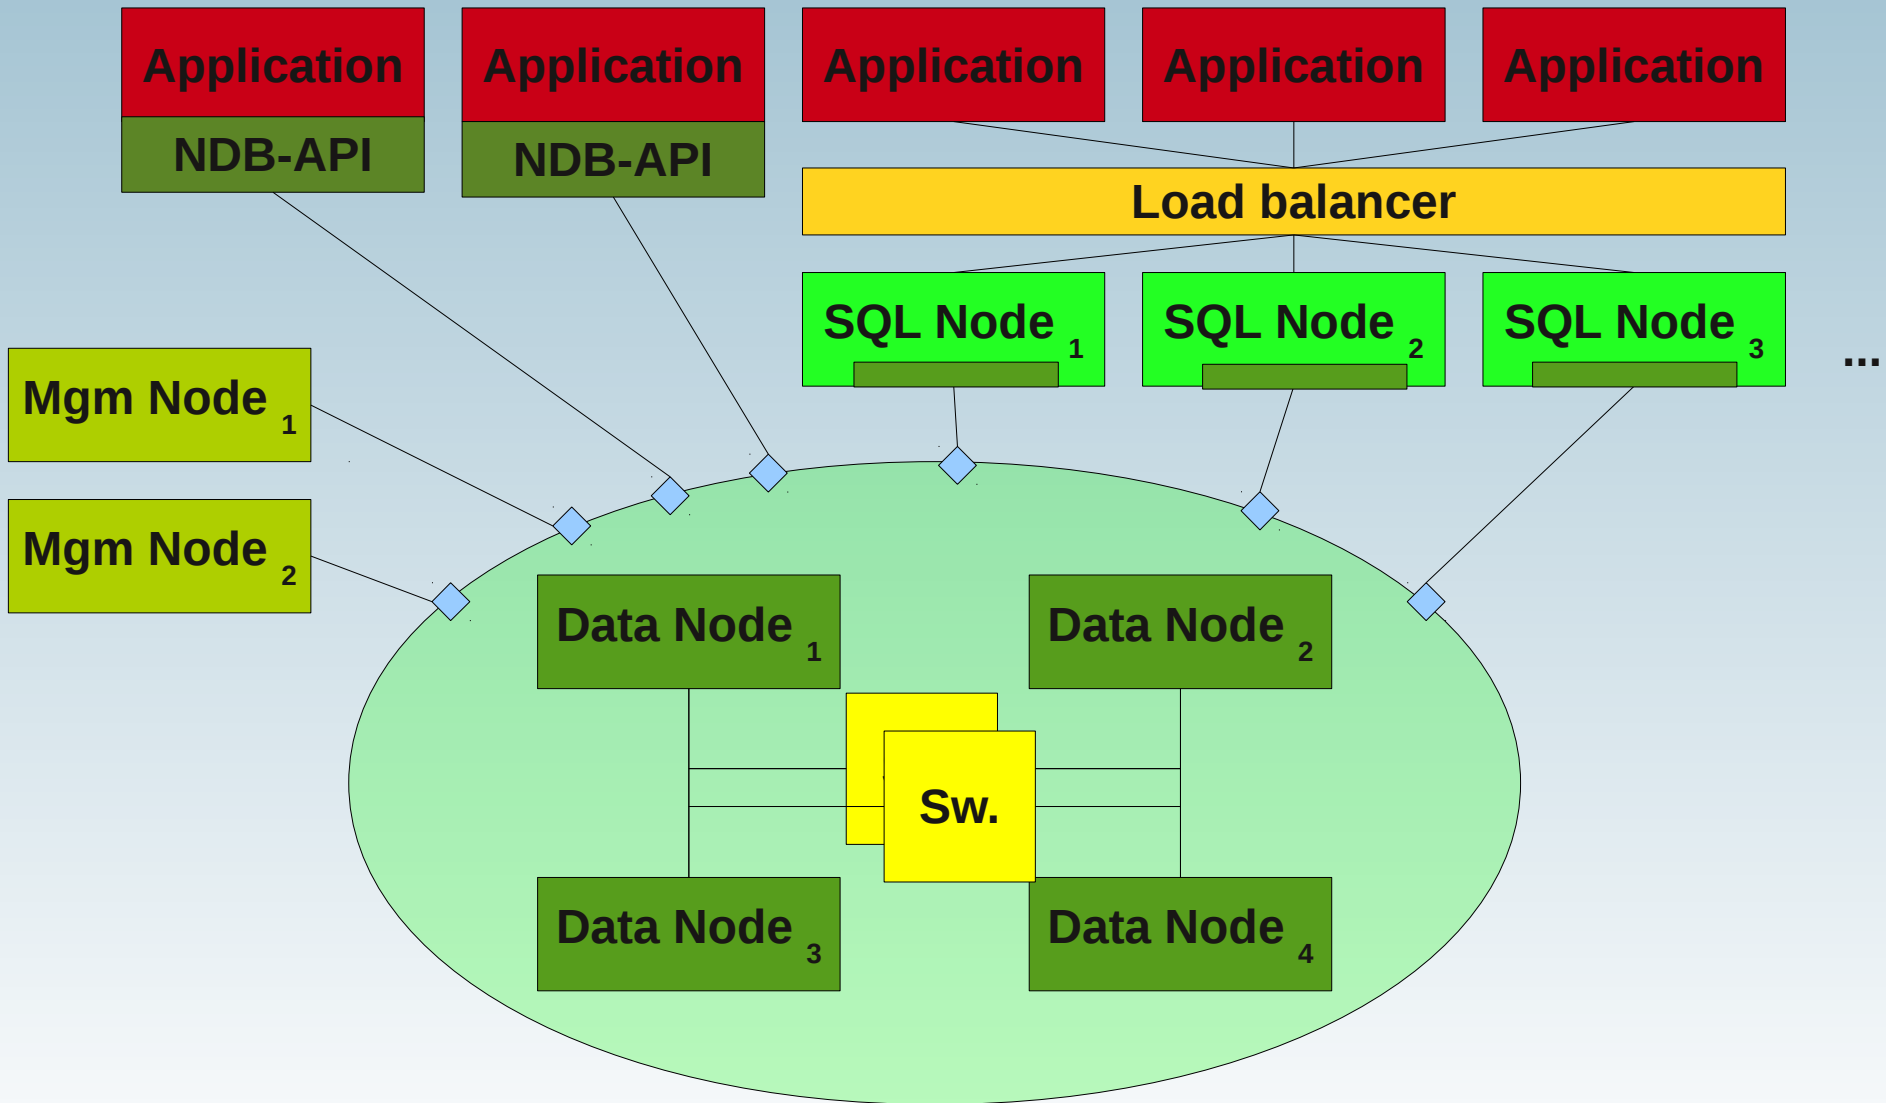 Application
Application
Application
Application
Application
NDB-API
NDB-API
Load balancer
SQL Node 1
SQL Node 2
SQL Node 3
...
Mgm Node 1
Mgm Node 2
Data Node 1
Data Node 2
Sw.
Data Node 3
Data Node 4